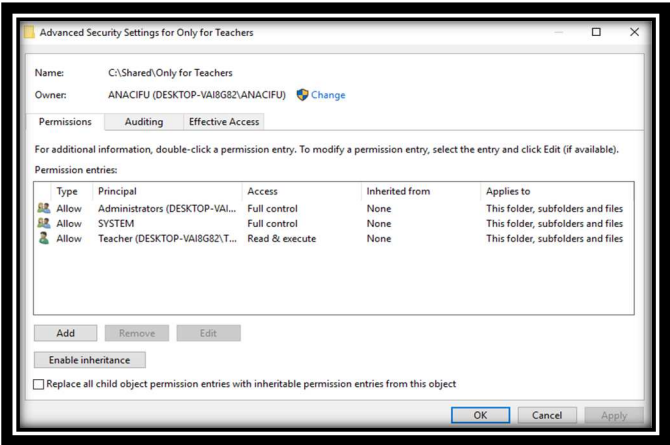 Advanced Security Settings for Only for Teachers
Name: C:\Shared\Only for Teachers
Owner: ANACIFU (DESKTOP-VAI8G82\ANACIFU) Change
Permissions Auditing Effective Access
For additional information, double-click a permission entry. To modify a permission entry, select the entry and click Edit (if available).
Permission entries:
Type Principal Access Inherited from Applies to
Allow Administrators (DESKTOP-VAI... Full control None This folder, subfolders and files
Allow SYSTEM Full control None This folder, subfolders and files
Allow Teacher (DESKTOP-VAI8G82\T... Read & execute None This folder, subfolders and files
Add Remove Edit
Enable inheritance
Replace all child object permission entries with inheritable permission entries from this object
OK Cancel Apply